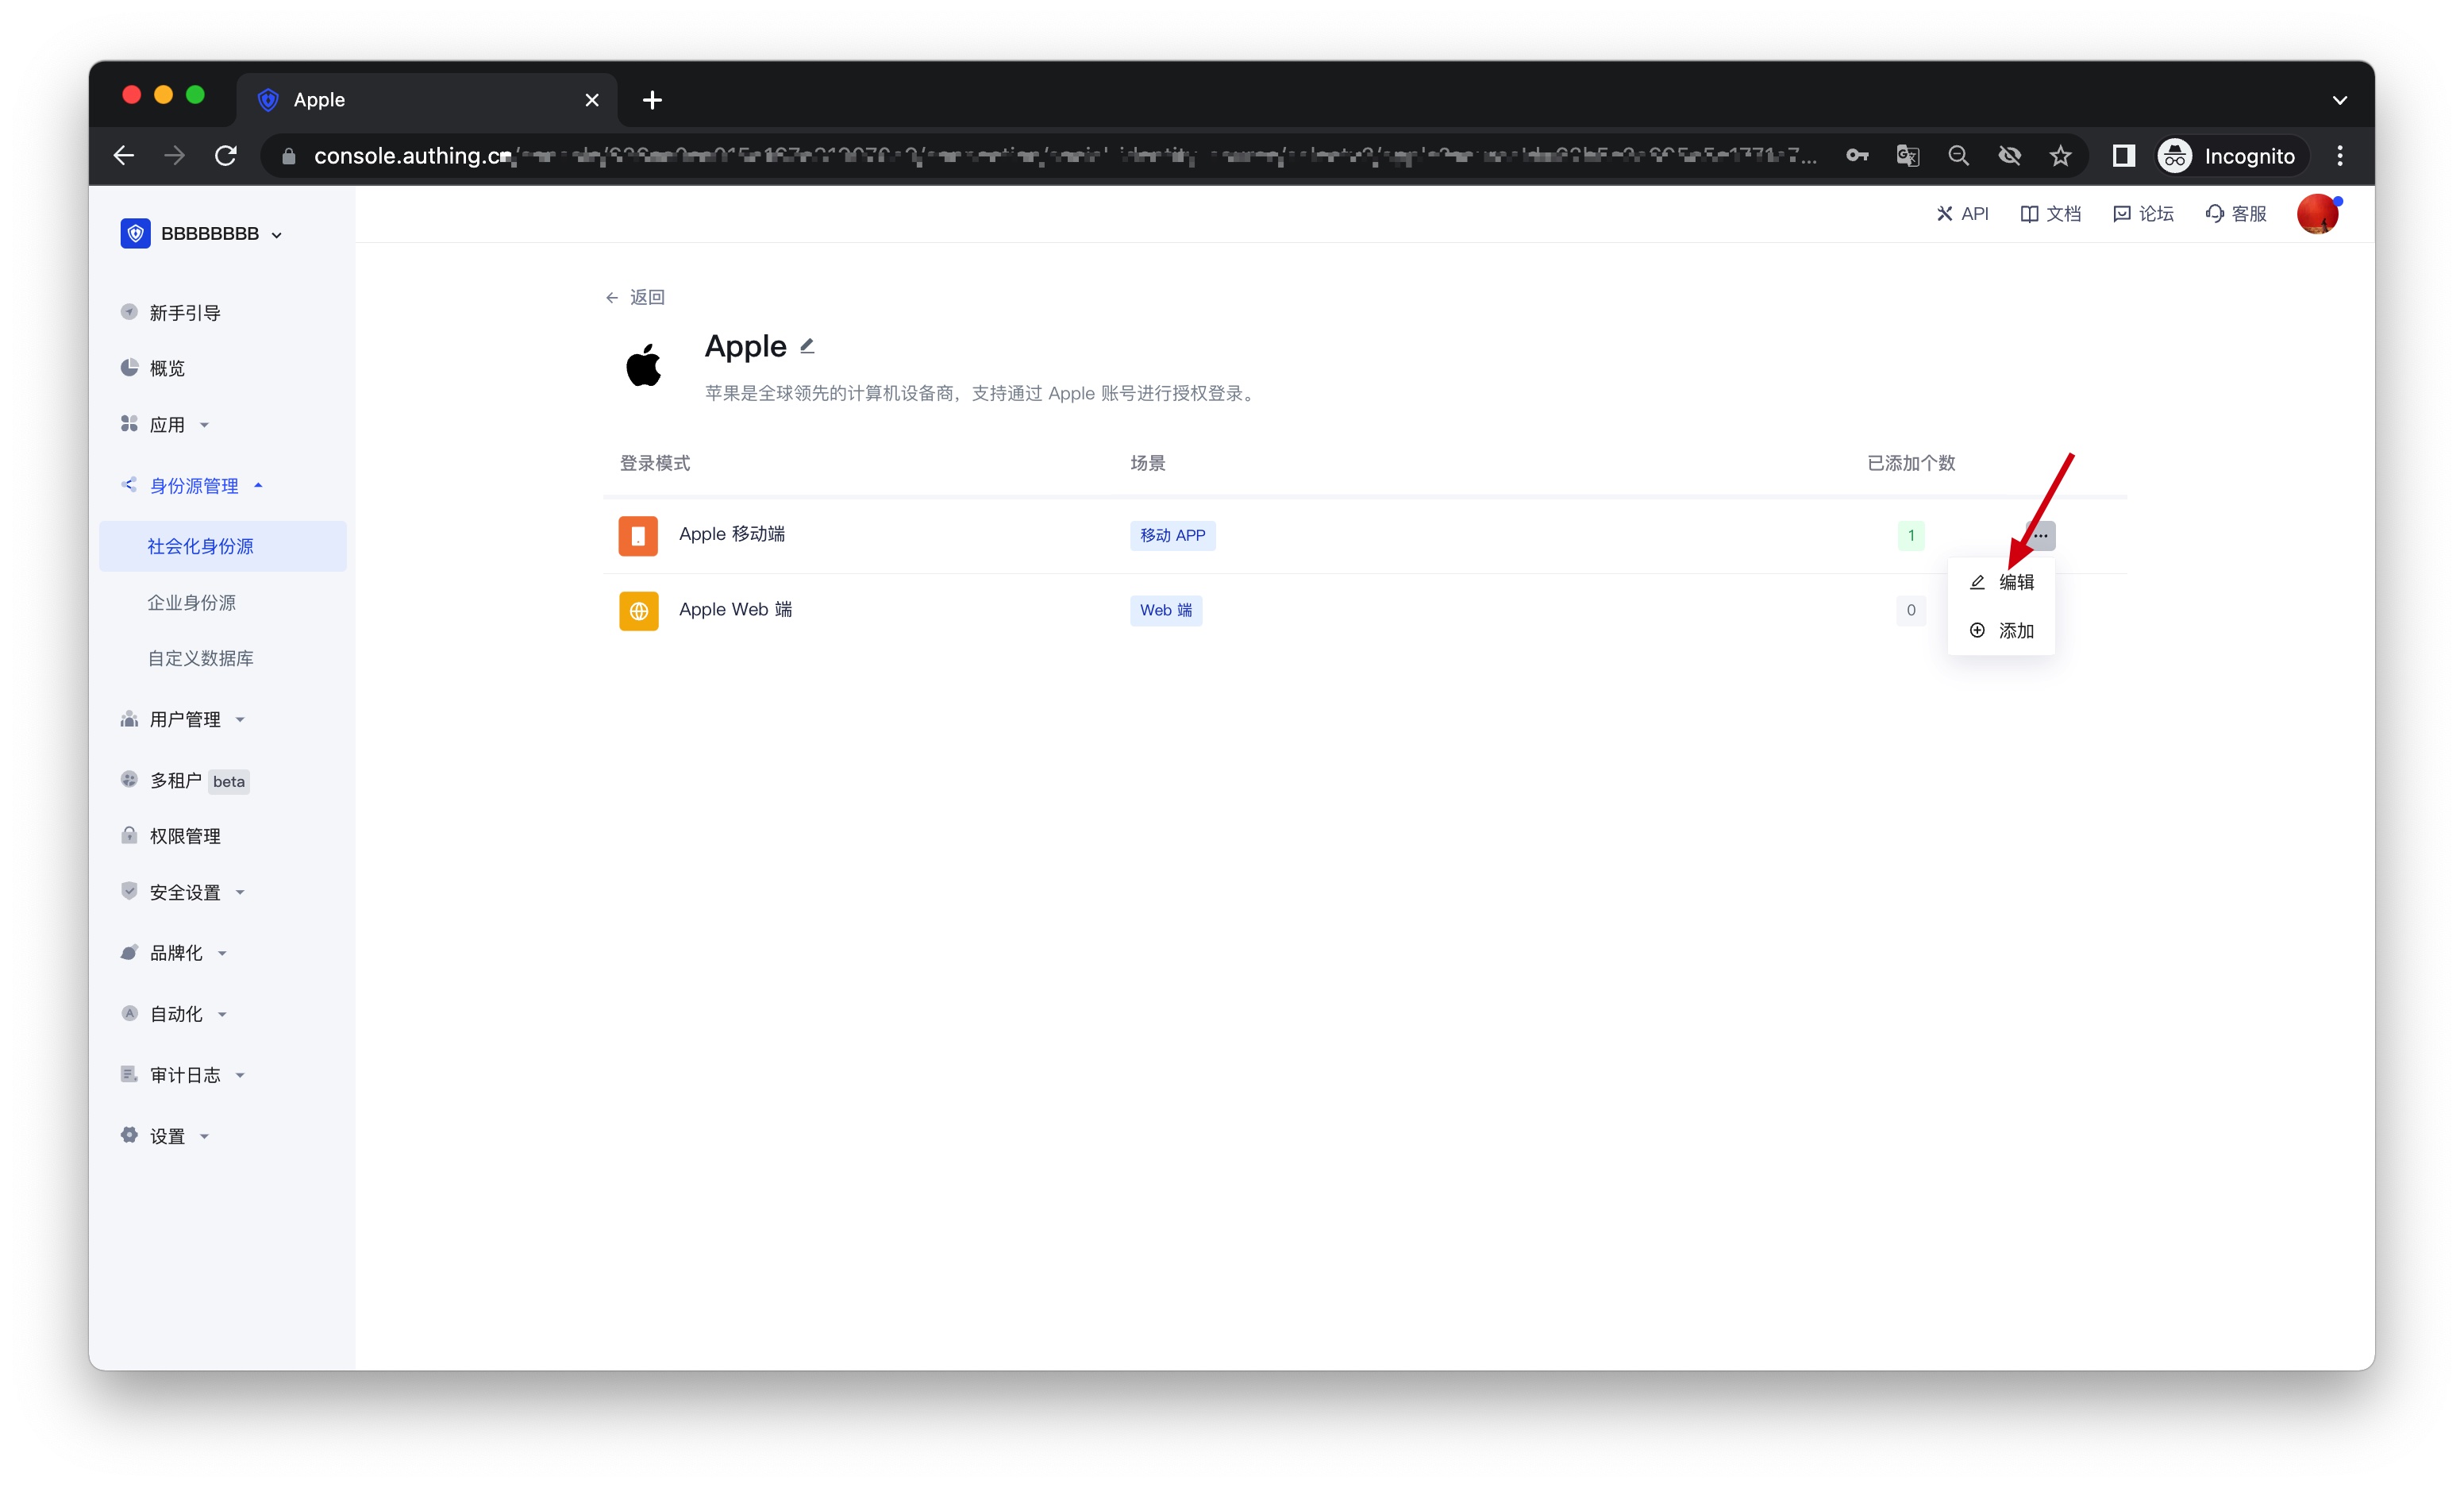 Apple
console.authing.c
Incognito
BBBBBBBB
API
文档
论坛
客服
新手引导
概览
应用
身份源管理
社会化身份源
企业身份源
自定义数据库
用户管理
多租户 beta
权限管理
安全设置
品牌化
自动化
审计日志
设置
返回
Apple
苹果是全球领先的计算机设备商，支持通过 Apple 账号进行授权登录。
登录模式 场景 已添加个数
Apple 移动端 移动 APP 1
Apple Web 端 Web 端 0
编辑
添加